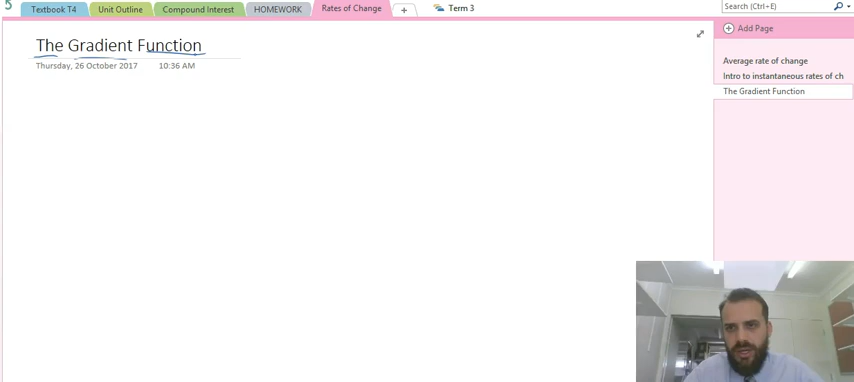 Textbook T4 Unit Outline Compound Interest HOMEWORK Rates of Change + Term 3 Search (Ctrl+E)
Add Page
The Gradient Function
Thursday, 26 October 2017 10:36 AM
Average rate of change
Intro to instantaneous rates of ch
The Gradient Function